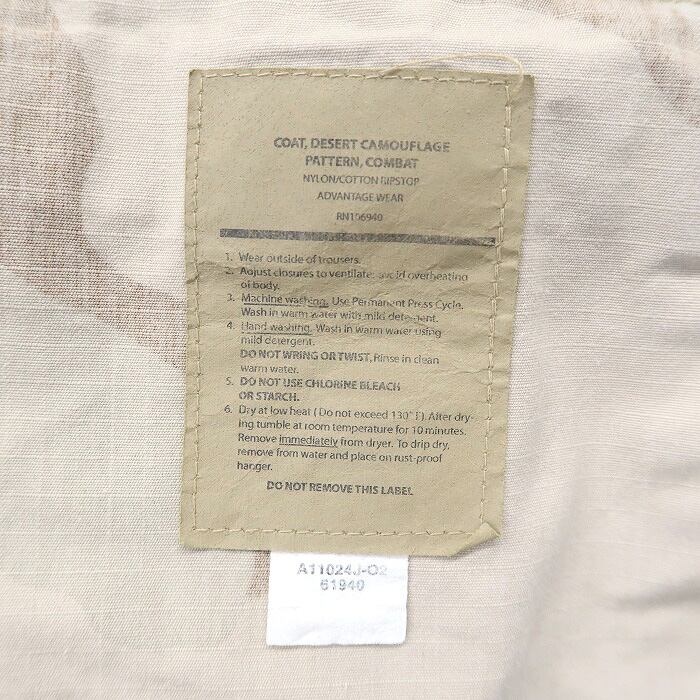 COAT, DESERT CAMOUFLAGE
PATTERN, COMBAT
NYLON/COTTON RIPSTOP
ADVANTAGE WEAR
RN106940
1. Wear outside of trousers.
2. Adjust closures to ventilate: avoid overheating
of body.
3. Machine washing. Use Permanent Press Cycle.
Wash in warm water with mild detergent.
4. Hand washing. Wash in warm water using
mild detergent.
DO NOT WRING OR TWIST, Rinse in clean
warm water.
5. DO NOT USE CHLORINE BLEACH
OR STARCH.
6. Dry at low heat ( Do not exceed 130° F). After dry-
ing tumble at room temperature for 10 minutes.
Remove immediately from dryer. To drip dry,
remove from water and place on rust-proof
hanger.
DO NOT REMOVE THIS LABEL
A11024J-O2
61940